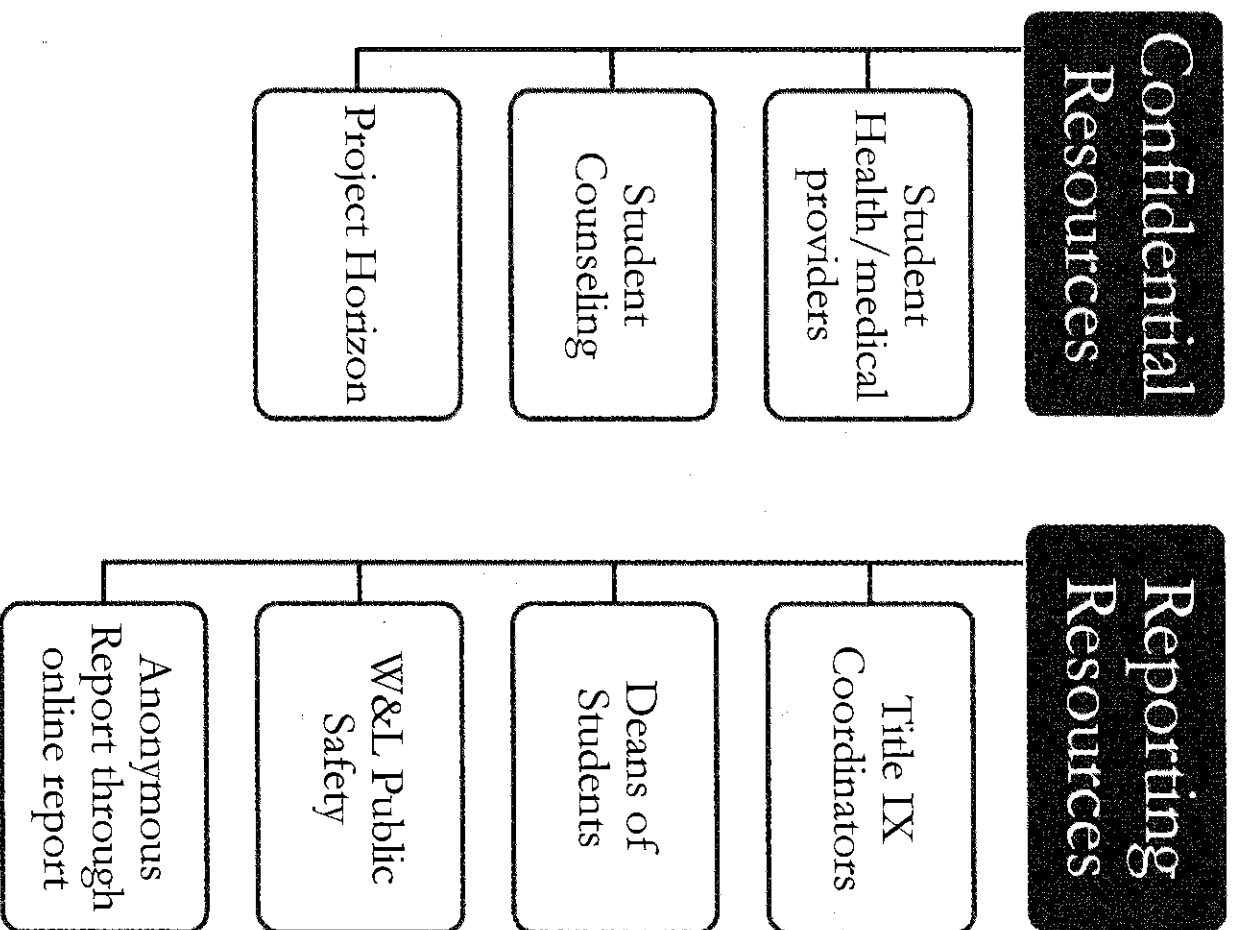 Confidential
Resources
Student
Health/medical
providers
Student
Counseling
Project Horizon
Reporting
Resources
Title IX
Coordinators
Deans of
Students
W&L Public
Safety
Anonymous
Report through
online report